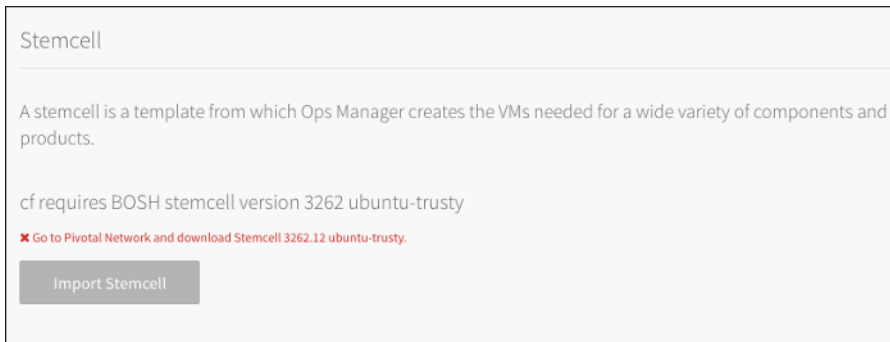 Stemcell
A stemcell is a template from which Ops Manager creates the VMs needed for a wide variety of components and
products.
cf requires BOSH stemcell version 3262 ubuntu-trusty
✖ Go to Pivotal Network and download Stemcell 3262.12 ubuntu-trusty.
Import Stemcell